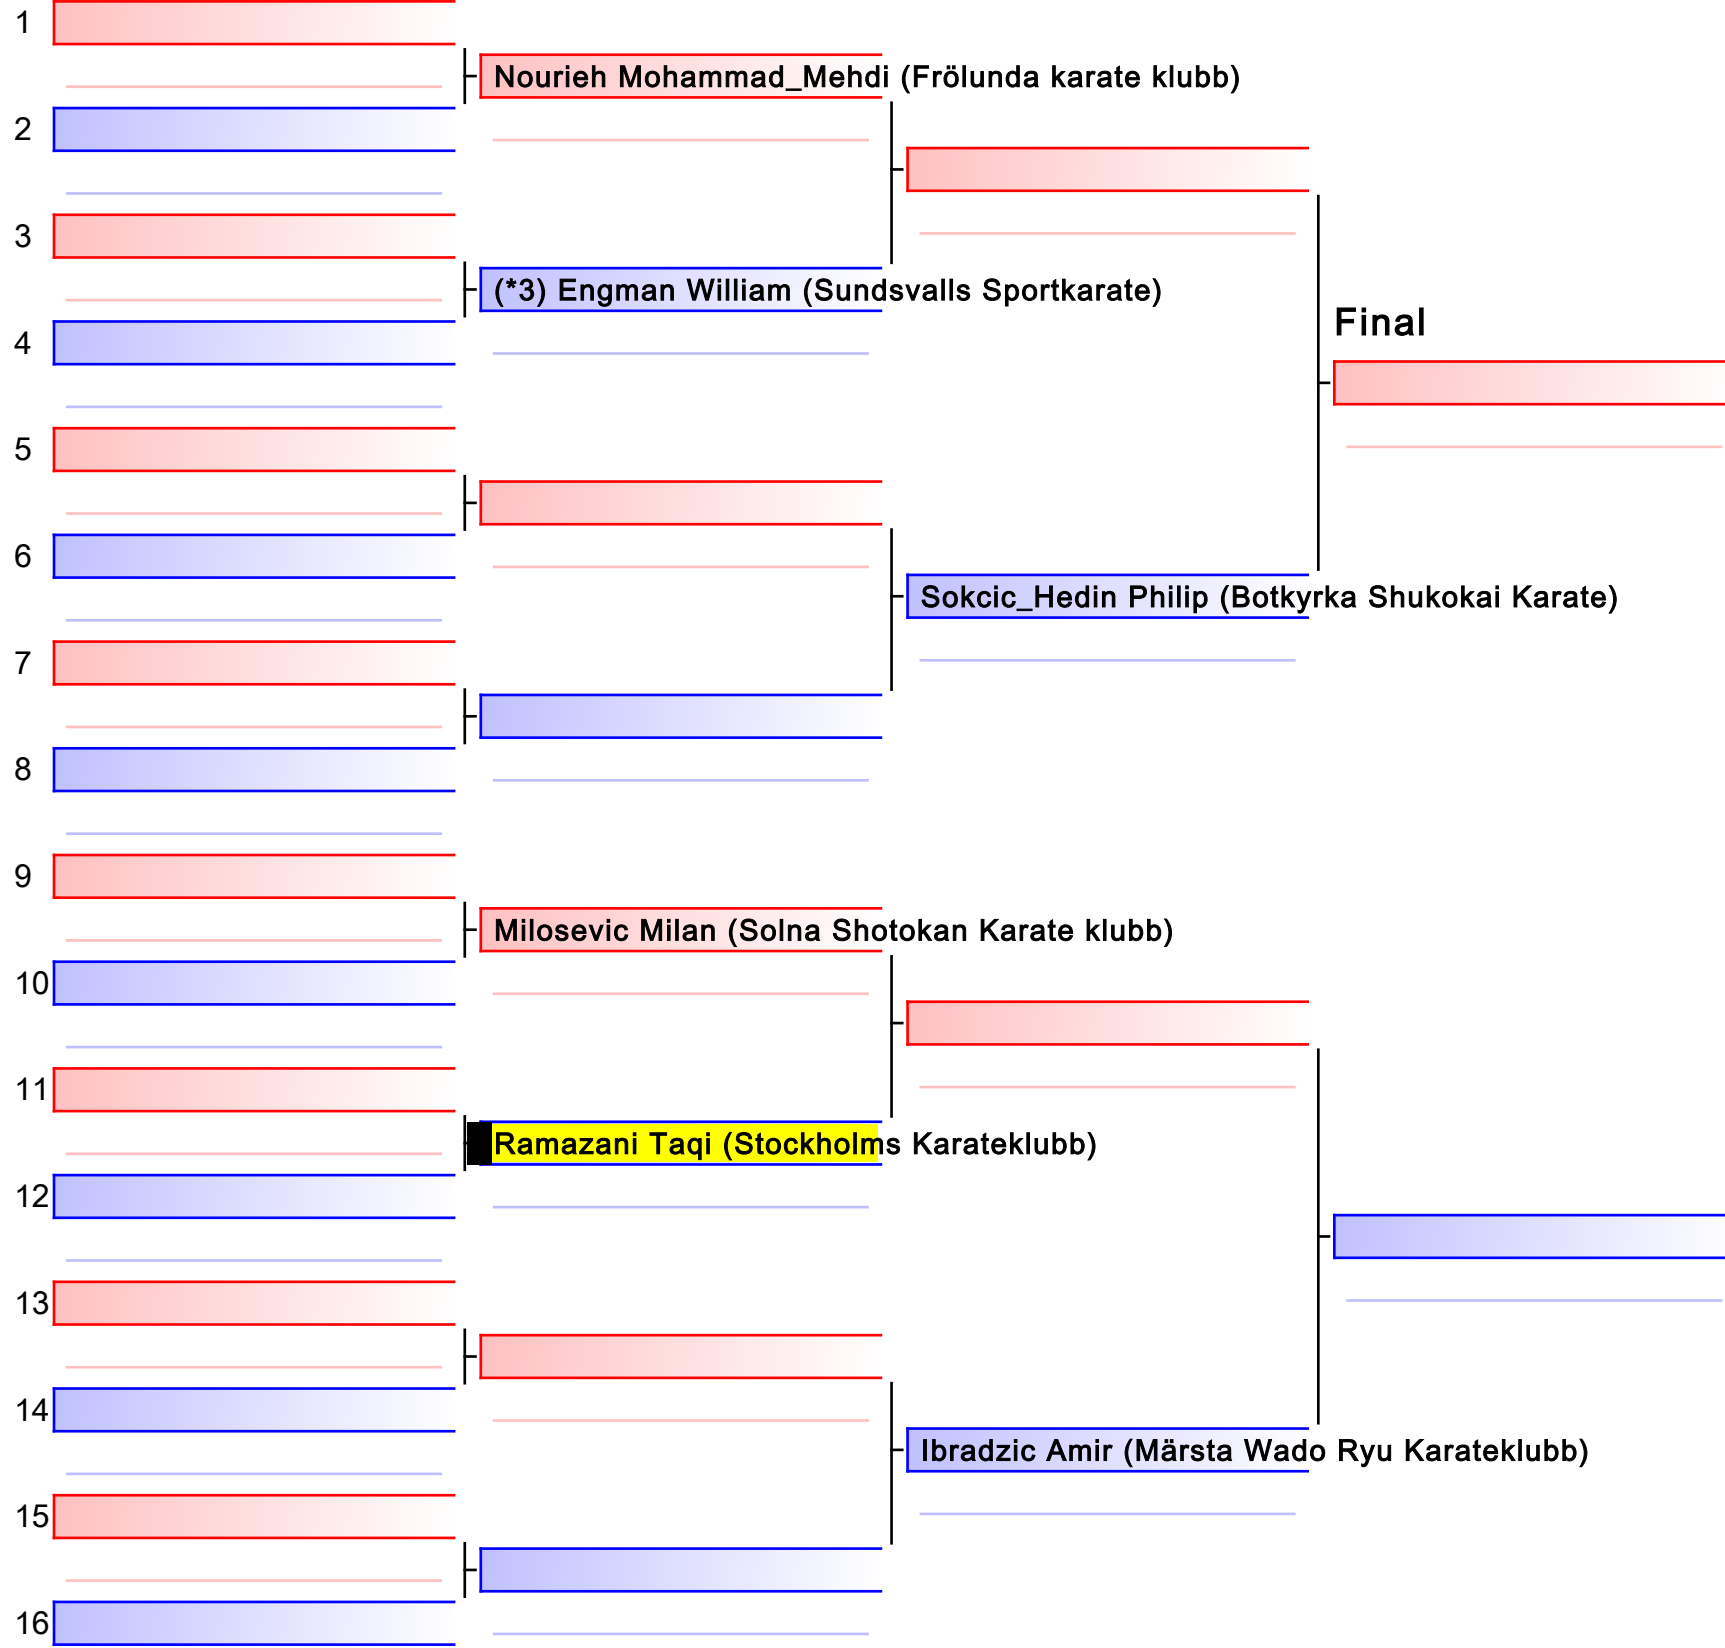 1
Nourieh Mohammad_Mehdi (Frölunda karate klubb)
2
3
(*3) Engman William (Sundsvalls Sportkarate)
Final
4
5
6
Sokcic_Hedin Philip (Botkyrka Shukokai Karate)
7
8
9
Milosevic Milan (Solna Shotokan Karate klubb)
10
11
Ramazani Taqi (Stockholms Karateklubb)
12
13
14
Ibradzic Amir (Märsta Wado Ryu Karateklubb)
15
16